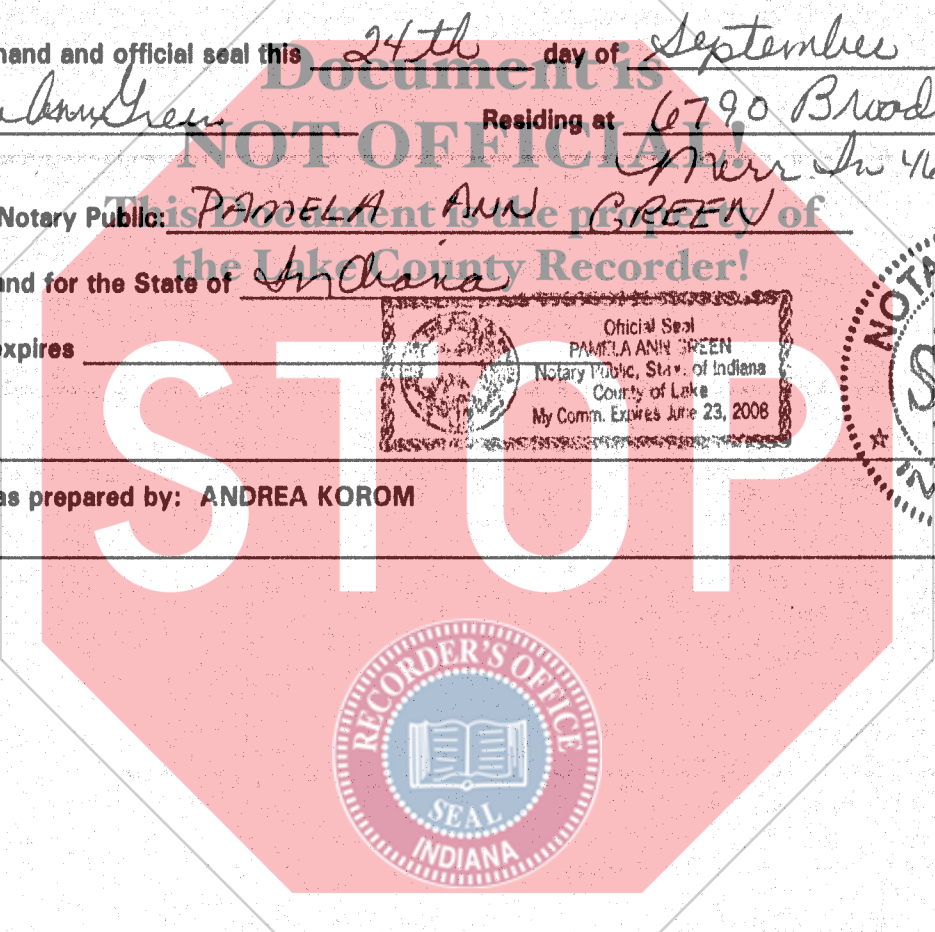 hand and official seal this 24th day of September
Ann Green Residing at 6790 Broad
Merr. In 46
Notary Public: PAMELA ANN GREEN
and for the State of Indiana
expires
Official Seal
PAMELA ANN GREEN
Notary Public, State of Indiana
County of Lake
My Comm. Expires June 23, 2008
NOTA
S
IN
as prepared by: ANDREA KOROM
Document is
NOT OFFICIAL!
This Document is the property of
the Lake County Recorder!
STOP
RECORDER'S OFFICE
SEAL
INDIANA